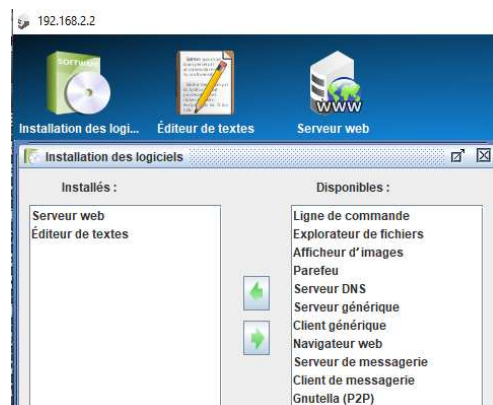 192.168.2.2
SOFTWARE
WWW
Installation des logi...
Éditeur de textes
Serveur web
Installation des logiciels
Installés :
Disponibles :
Serveur web
Éditeur de textes
Ligne de commande
Explorateur de fichiers
Afficheur d'images
Parefeu
Serveur DNS
Serveur générique
Client générique
Navigateur web
Serveur de messagerie
Client de messagerie
Gnutella (P2P)